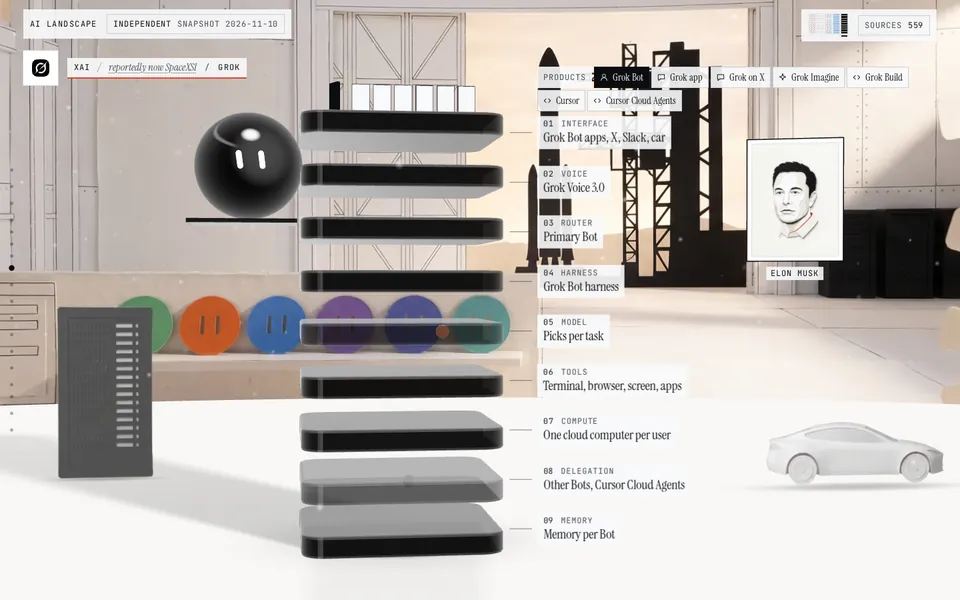 AI LANDSCAPE
INDEPENDENT SNAPSHOT 2026-11-10
SOURCES 559
XAI / reportedly now SpaceXSI / GROK
PRODUCTS
Grok Bot
Grok app
Grok on X
Grok Imagine
Grok Build
Cursor
Cursor Cloud Agents
01 INTERFACE
Grok Bot apps, X, Slack, car
02 VOICE
Grok Voice 3.0
03 ROUTER
Primary Bot
04 HARNESS
Grok Bot harness
05 MODEL
Picks per task
06 TOOLS
Terminal, browser, screen, apps
07 COMPUTE
One cloud computer per user
08 DELEGATION
Other Bots, Cursor Cloud Agents
09 MEMORY
Memory per Bot
ELON MUSK